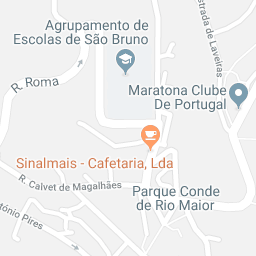 Agrupamento de
Escolas de São Bruno
Estrada de Laveiras
R. Roma
Maratona Clube
De Portugal
Sinalmais - Cafetaria, Lda
R. Calvet de Magalhães
Parque Conde
de Rio Maior
ónio Pires